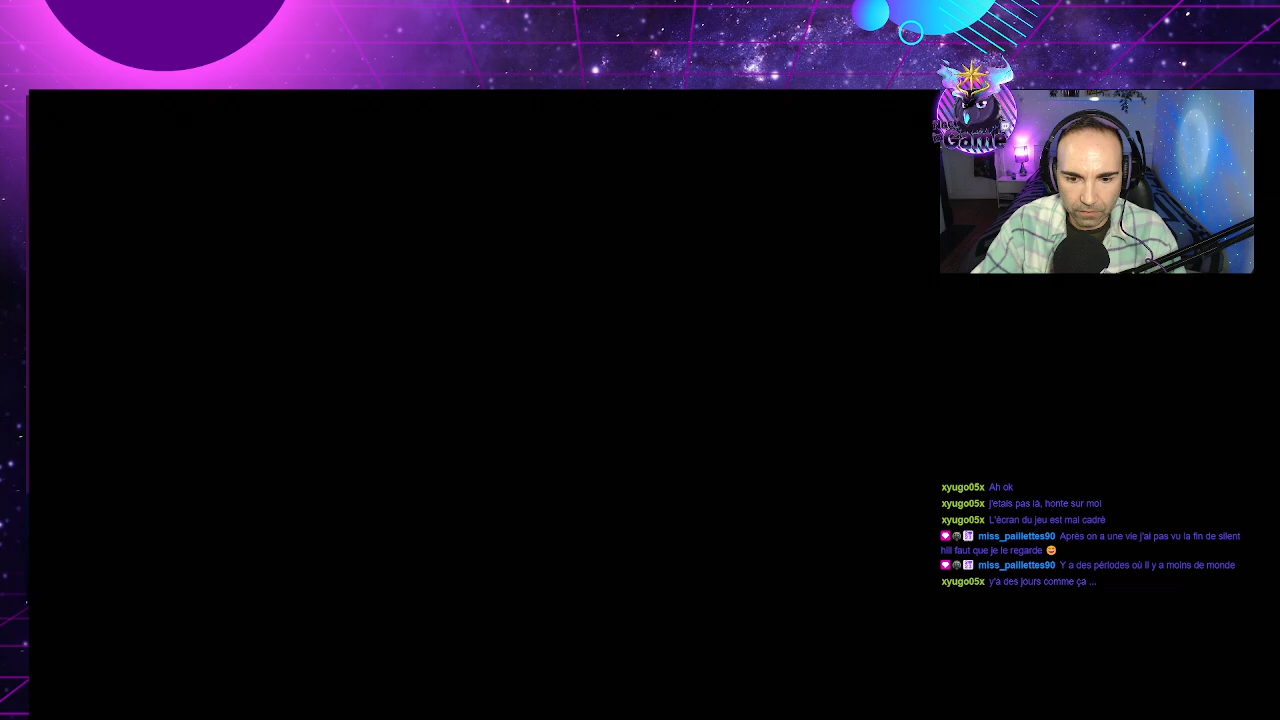 Game
xyugo05x Ah ok
xyugo05x j'etais pas là, honte sur moi
xyugo05x L'écran du jeu est mal cadré
miss_paillettes90 Après on a une vie j'ai pas vu la fin de silent
hill faut que je le regarde
miss_paillettes90 Y a des périodes où il y a moins de monde
xyugo05x y'à des jours comme ça ...